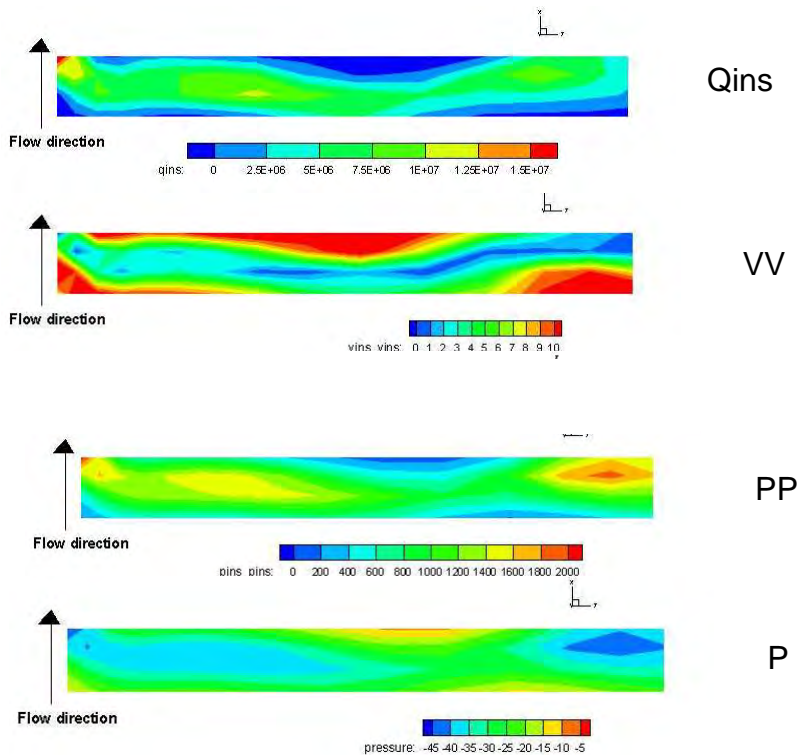 x
Y
Qins
Flow direction
qins: 0 2.5E+06 5E+06 7.5E+06 1E+07 1.25E+07 1.5E+07
VV
Flow direction
vins vins: 0 1 2 3 4 5 6 7 8 9 10
PP
Flow direction
pins pins: 0 200 400 600 800 1000 1200 1400 1600 1800 2000
X
Y
P
Flow direction
pressure: -45 -40 -35 -30 -25 -20 -15 -10 -5